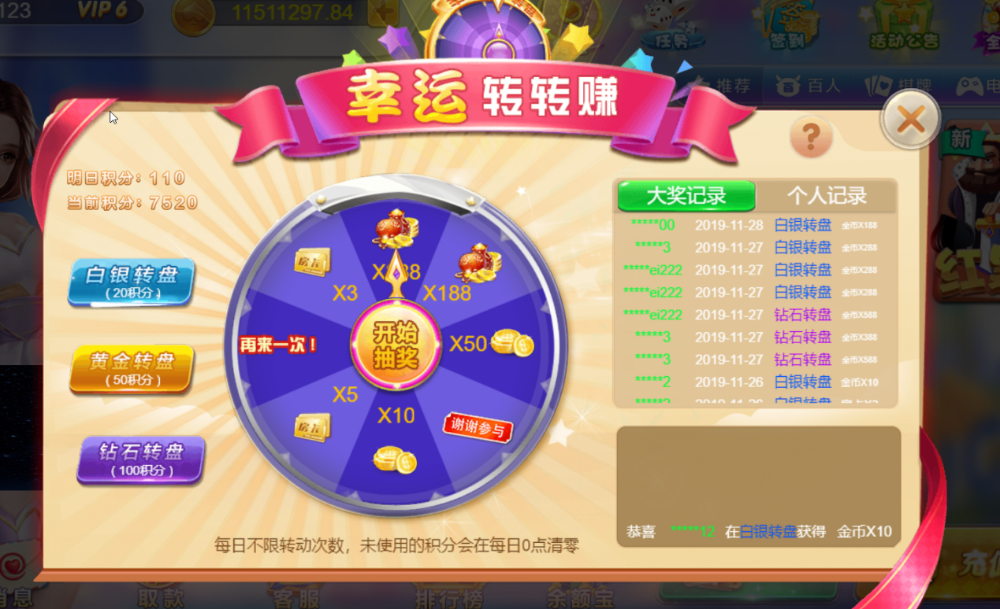 123
VIP 6
11511297.84
任务
签到
活动公告
幸运转转赚
推荐
百人
棋牌
电
新
明日积分：110
当前积分：7520
白银转盘
（20积分）
黄金转盘
（50积分）
钻石转盘
（100积分）
房卡
X3
X188
X50
再来一次！
开始
抽奖
X5
房卡
X10
谢谢参与
大奖记录 个人记录
*****00 2019-11-28 白银转盘 金币X188
*****3 2019-11-27 白银转盘 金币X288
*****ei222 2019-11-27 白银转盘 金币X288
*****ei222 2019-11-27 白银转盘 金币X288
*****ei222 2019-11-27 钻石转盘 金币X588
*****3 2019-11-27 钻石转盘 金币X388
*****3 2019-11-27 钻石转盘 金币X588
*****2 2019-11-26 白银转盘 金币X10
恭喜 *****12 在白银转盘获得 金币X10
每日不限转动次数，未使用的积分会在每日0点清零
消息
取款
客服
排行榜
余额宝
充值